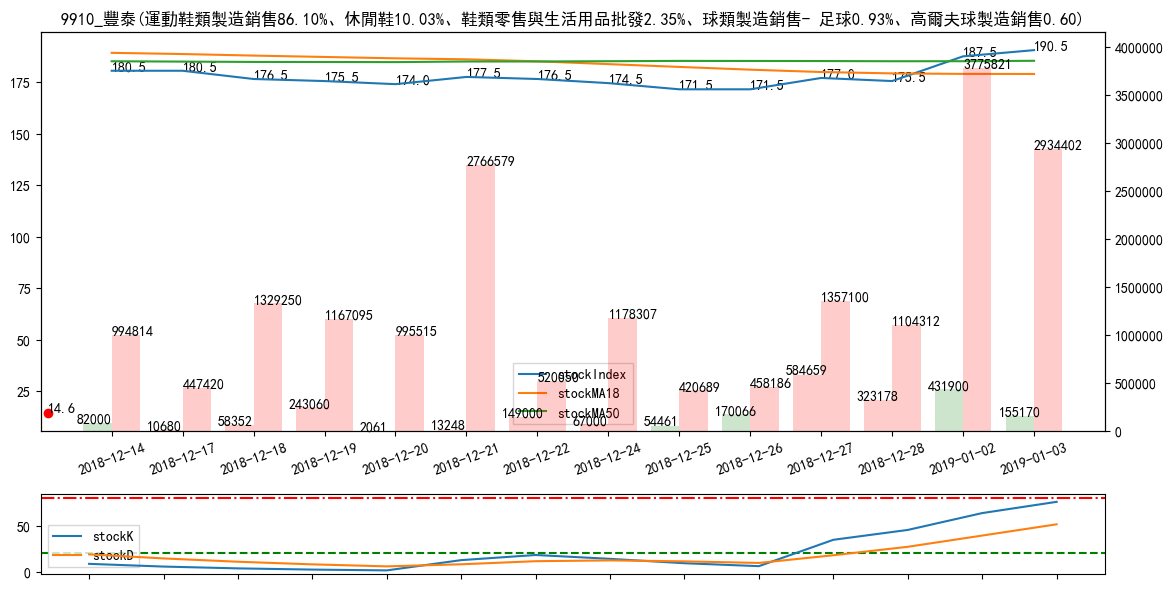 9910_豐泰(運動鞋類製造銷售86.10%、休閒鞋10.03%、鞋類零售與生活用品批發2.35%、球類製造銷售- 足球0.93%、高爾夫球製造銷售0.60)
180.5 180.5 176.5 175.5 174.0 177.5 176.5 174.5 171.5 171.5 177.0 175.5 187.5 190.5
175
150
125
100
75
50
25
4000000
3500000
3000000
2500000
2000000
1500000
1000000
500000
0
994814 447420 1329250 1167095 995515 2766579 520550 1178307 420689 458186 1357100 1104312 3775821 2934402
14.6
82000 10680 58352 243060 2061 13248 149000 67000 54461 170066 584659 323178 431900 155170
stockIndex
stockMA18
stockMA50
2018-12-14 2018-12-17 2018-12-18 2018-12-19 2018-12-20 2018-12-21 2018-12-22 2018-12-24 2018-12-25 2018-12-26 2018-12-27 2018-12-28 2019-01-02 2019-01-03
50
0
stockK
stockD